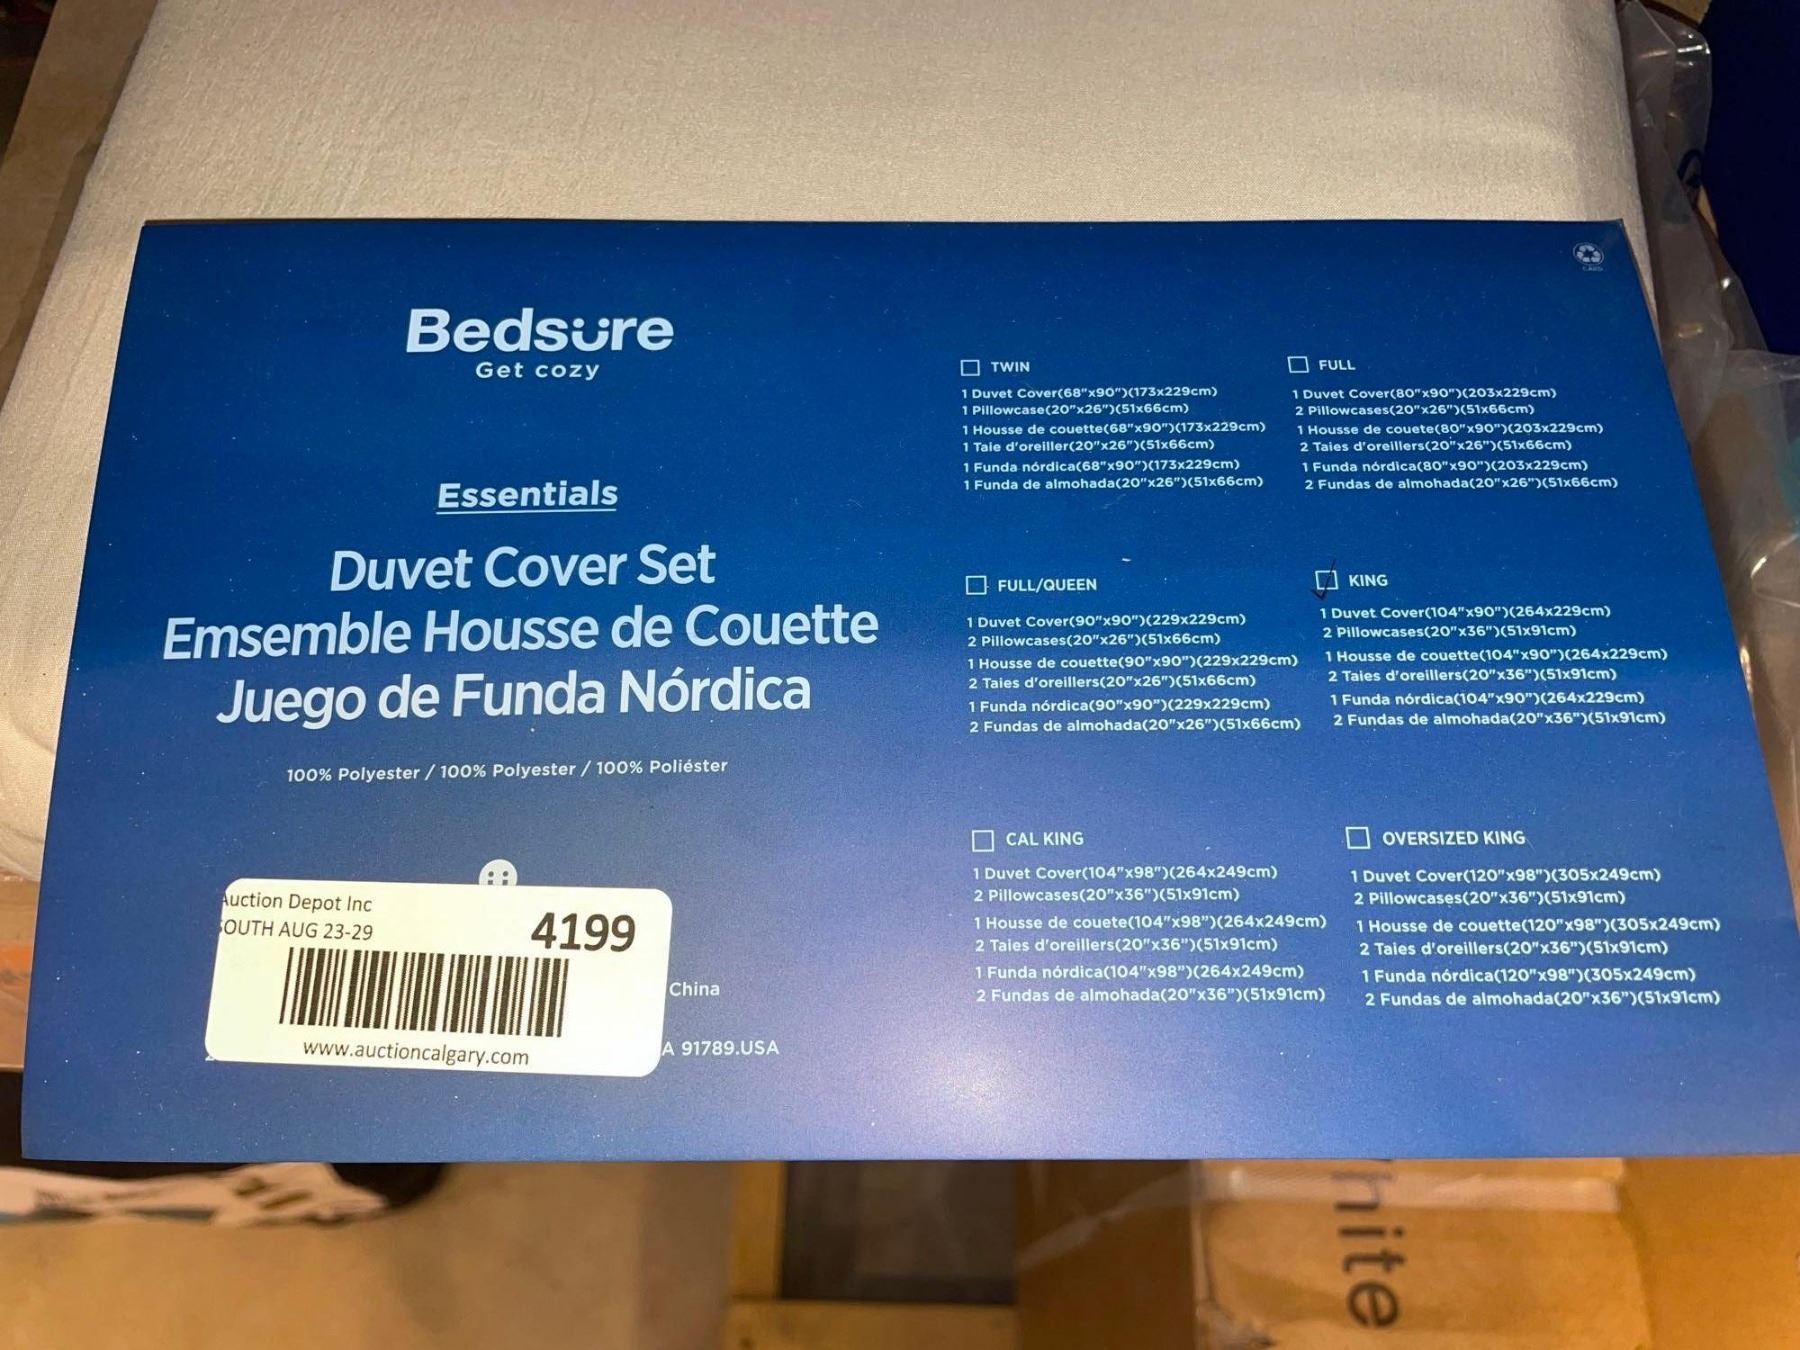 Bedsure
Get cozy
Essentials
Duvet Cover Set
Emsemble Housse de Couette
Juego de Funda Nórdica
100% Polyester / 100% Polyester / 100% Poliéster
Auction Depot Inc
SOUTH AUG 23-29
4199
www.auctioncalgary.com
China
A 91789.USA
CARD
TWIN
1 Duvet Cover(68"x90")(173x229cm)
1 Pillowcase(20"x26")(51x66cm)
1 Housse de couette(68"x90")(173x229cm)
1 Taie d'oreiller(20"x26")(51x66cm)
1 Funda nórdica(68"x90")(173x229cm)
1 Funda de almohada(20"x26")(51x66cm)
FULL
1 Duvet Cover(80"x90")(203x229cm)
2 Pillowcases(20"x26")(51x66cm)
1 Housse de couete(80"x90")(203x229cm)
2 Taies d'oreillers(20"x26")(51x66cm)
1 Funda nórdica(80"x90")(203x229cm)
2 Fundas de almohada(20"x26")(51x66cm)
FULL/QUEEN
1 Duvet Cover(90"x90")(229x229cm)
2 Pillowcases(20"x26")(51x66cm)
1 Housse de couette(90"x90")(229x229cm)
2 Taies d'oreillers(20"x26")(51x66cm)
1 Funda nórdica(90"x90")(229x229cm)
2 Fundas de almohada(20"x26")(51x66cm)
KING
1 Duvet Cover(104"x90")(264x229cm)
2 Pillowcases(20"x36")(51x91cm)
1 Housse de couette(104"x90")(264x229cm)
2 Taies d'oreillers(20"x36")(51x91cm)
1 Funda nórdica(104"x90")(264x229cm)
2 Fundas de almohada(20"x36")(51x91cm)
CAL KING
1 Duvet Cover(104"x98")(264x249cm)
2 Pillowcases(20"x36")(51x91cm)
1 Housse de couete(104"x98")(264x249cm)
2 Taies d'oreillers(20"x36")(51x91cm)
1 Funda nórdica(104"x98")(264x249cm)
2 Fundas de almohada(20"x36")(51x91cm)
OVERSIZED KING
1 Duvet Cover(120"x98")(305x249cm)
2 Pillowcases(20"x36")(51x91cm)
1 Housse de couette(120"x98")(305x249cm)
2 Taies d'oreillers(20"x36")(51x91cm)
1 Funda nórdica(120"x98")(305x249cm)
2 Fundas de almohada(20"x36")(51x91cm)
hite